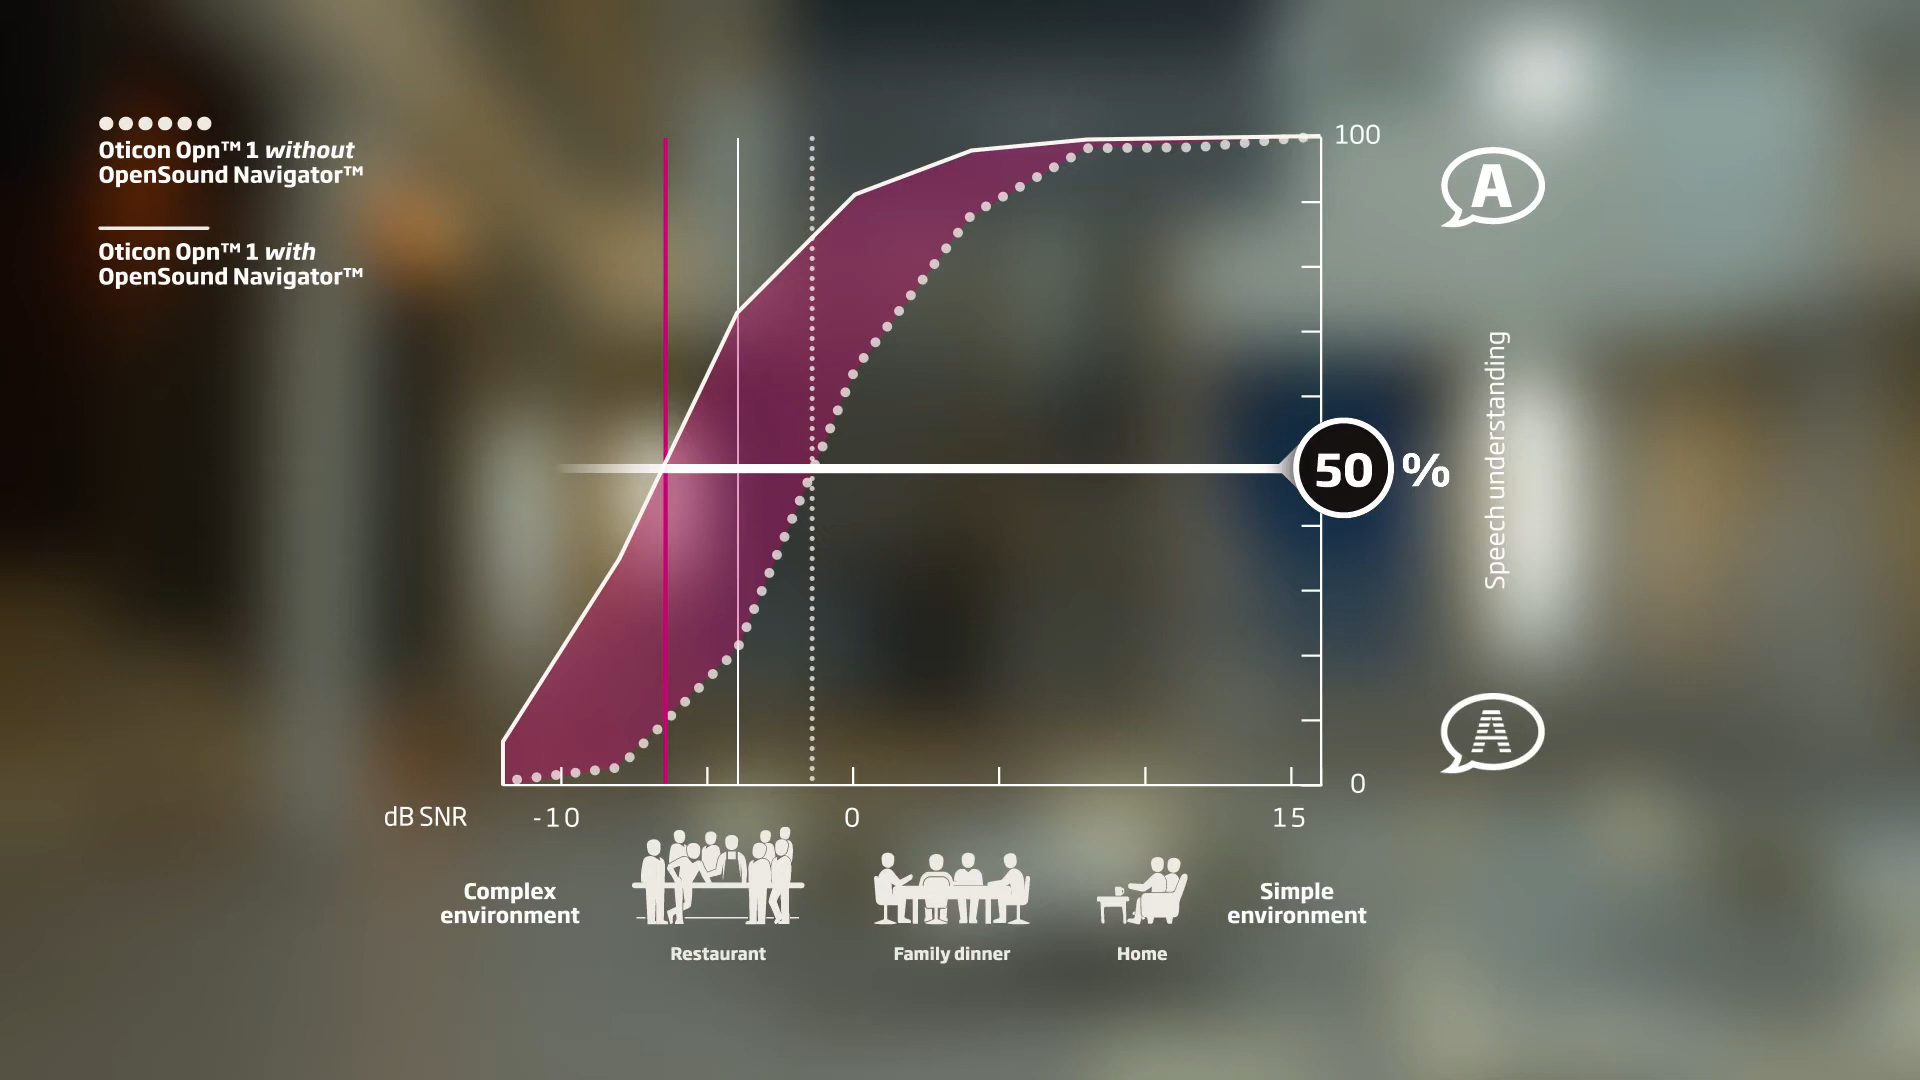 Oticon Opn™ 1 without
OpenSound Navigator™
Oticon Opn™ 1 with
OpenSound Navigator™
100
A
Speech understanding
50 %
A
0
dB SNR
-10
0
15
Complex
environment
Restaurant
Family dinner
Home
Simple
environment